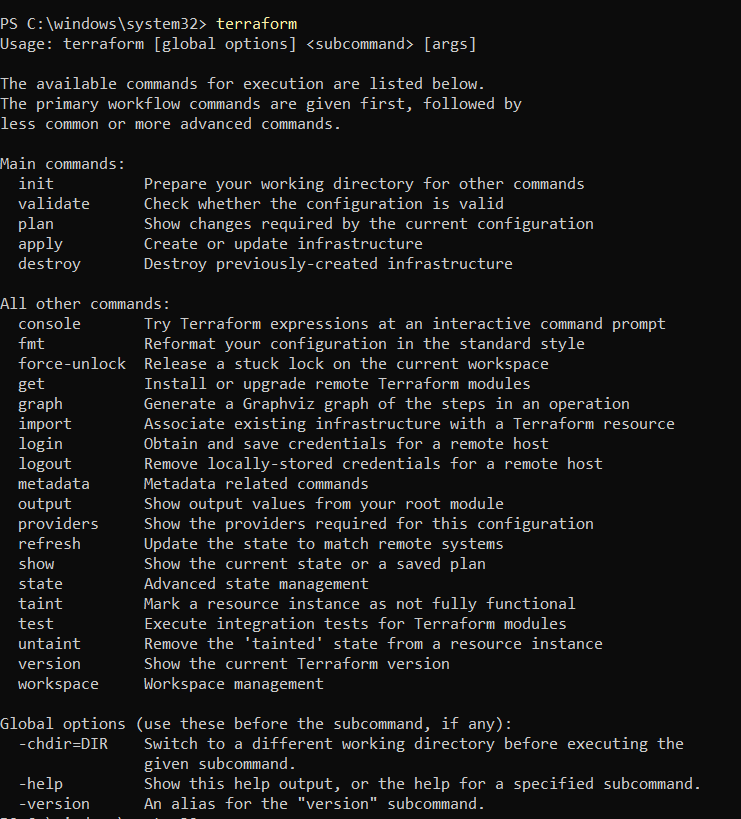 PS C:\windows\system32> terraform
Usage: terraform [global options] <subcommand> [args]

The available commands for execution are listed below.
The primary workflow commands are given first, followed by
less common or more advanced commands.

Main commands:
  init          Prepare your working directory for other commands
  validate      Check whether the configuration is valid
  plan          Show changes required by the current configuration
  apply         Create or update infrastructure
  destroy       Destroy previously-created infrastructure

All other commands:
  console       Try Terraform expressions at an interactive command prompt
  fmt           Reformat your configuration in the standard style
  force-unlock  Release a stuck lock on the current workspace
  get           Install or upgrade remote Terraform modules
  graph         Generate a Graphviz graph of the steps in an operation
  import        Associate existing infrastructure with a Terraform resource
  login         Obtain and save credentials for a remote host
  logout        Remove locally-stored credentials for a remote host
  metadata      Metadata related commands
  output        Show output values from your root module
  providers     Show the providers required for this configuration
  refresh       Update the state to match remote systems
  show          Show the current state or a saved plan
  state         Advanced state management
  taint         Mark a resource instance as not fully functional
  test          Execute integration tests for Terraform modules
  untaint       Remove the 'tainted' state from a resource instance
  version       Show the current Terraform version
  workspace     Workspace management

Global options (use these before the subcommand, if any):
  -chdir=DIR    Switch to a different working directory before executing the
                given subcommand.
  -help         Show this help output, or the help for a specified subcommand.
  -version      An alias for the "version" subcommand.